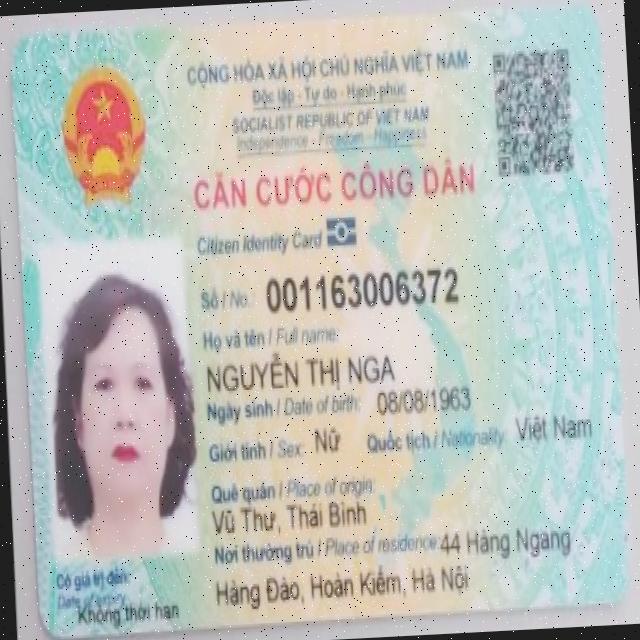 CỘNG HÒA XÃ HỘI CHỦ NGHĨA VIỆT NAM
Độc lập - Tự do - Hạnh phúc
SOCIALIST REPUBLIC OF VIET NAM
Independence - Freedom - Happiness
CĂN CƯỚC CÔNG DÂN
Citizen Identity Card
Số / No.: 001163006372
Họ và tên / Full name:
NGUYỄN THỊ NGA
Ngày sinh / Date of birth: 08/08/1963
Giới tính / Sex: Nữ Quốc tịch / Nationality: Việt Nam
Quê quán / Place of origin:
Vũ Thư, Thái Bình
Nơi thường trú / Place of residence: 44 Hàng Ngang
Hàng Đào, Hoàn Kiếm, Hà Nội
Có giá trị đến:
Date of expiry
Không thời hạn